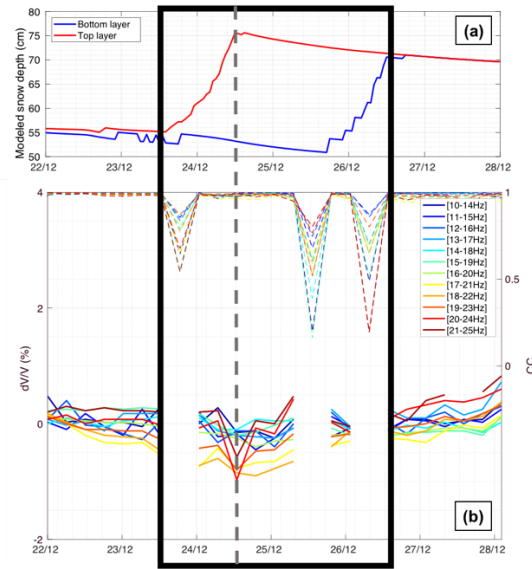 (a)
Modeled snow depth (cm)
80
75
70
65
60
55
50
Bottom layer
Top layer
22/12 23/12 24/12 25/12 26/12 27/12 28/12
(b)
dV/V (%)
4
2
0
-2
CC
1
0.5
0
[10-14Hz]
[11-15Hz]
[12-16Hz]
[13-17Hz]
[14-18Hz]
[15-19Hz]
[16-20Hz]
[17-21Hz]
[18-22Hz]
[19-23Hz]
[20-24Hz]
[21-25Hz]
22/12 23/12 24/12 25/12 26/12 27/12 28/12